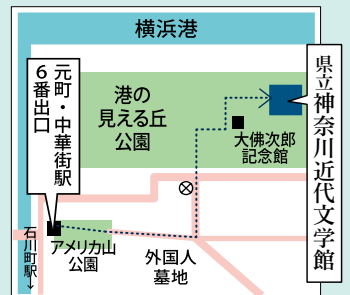 横浜港
元町・中華街駅
6番出口
港の
見える丘
公園
県立神奈川近代文学館
大佛次郎
記念館
石川町駅↓
アメリカ山
公園
外国人
墓地